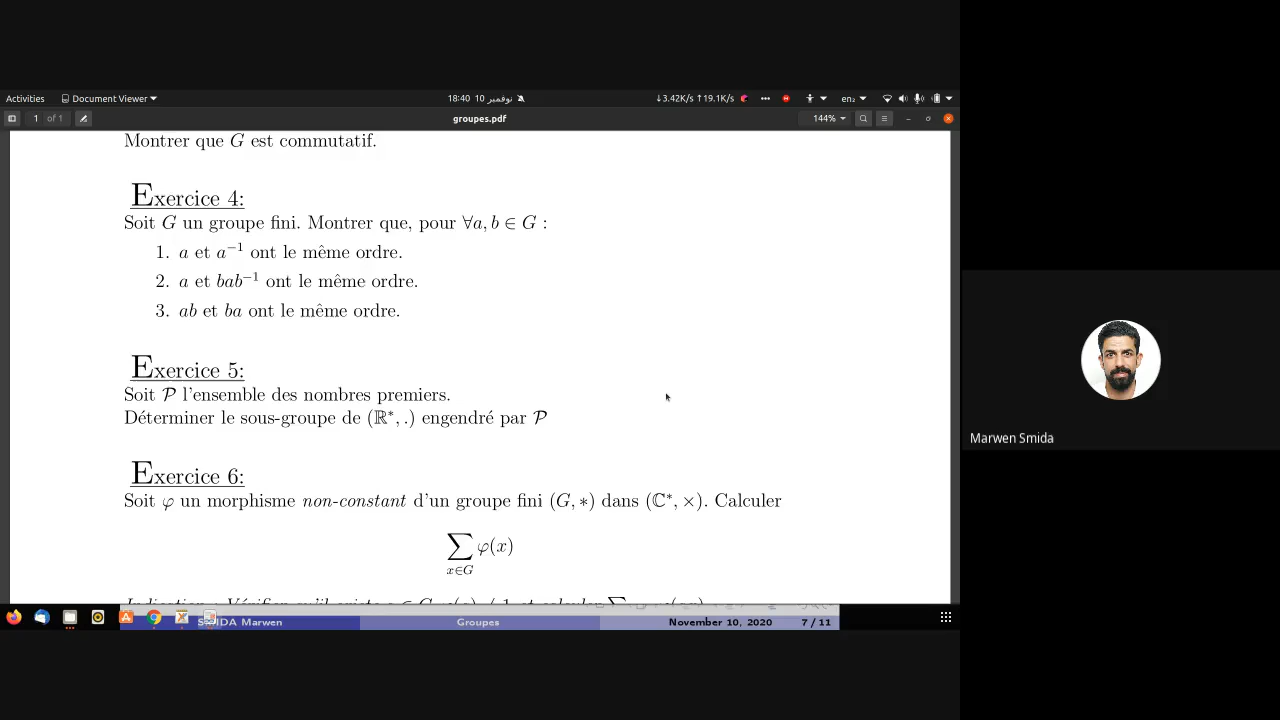 Activities Document Viewer 18:40 10 نوفمبر ↓3.42K/s ↑19.1K/s en₂
1 of 1 groupes.pdf 144%
Montrer que G est commutatif.
Exercice 4:
Soit G un groupe fini. Montrer que, pour ∀a, b ∈ G :
1. a et a⁻¹ ont le même ordre.
2. a et bab⁻¹ ont le même ordre.
3. ab et ba ont le même ordre.
Exercice 5:
Soit 𝒫 l'ensemble des nombres premiers.
Déterminer le sous-groupe de (ℝ*, .) engendré par 𝒫
Exercice 6:
Soit φ un morphisme non-constant d'un groupe fini (G, ∗) dans (ℂ*, ×). Calculer
∑ φ(x)
x∈G
Marwen Smida
SMIDA Marwen Groupes November 10, 2020 7 / 11